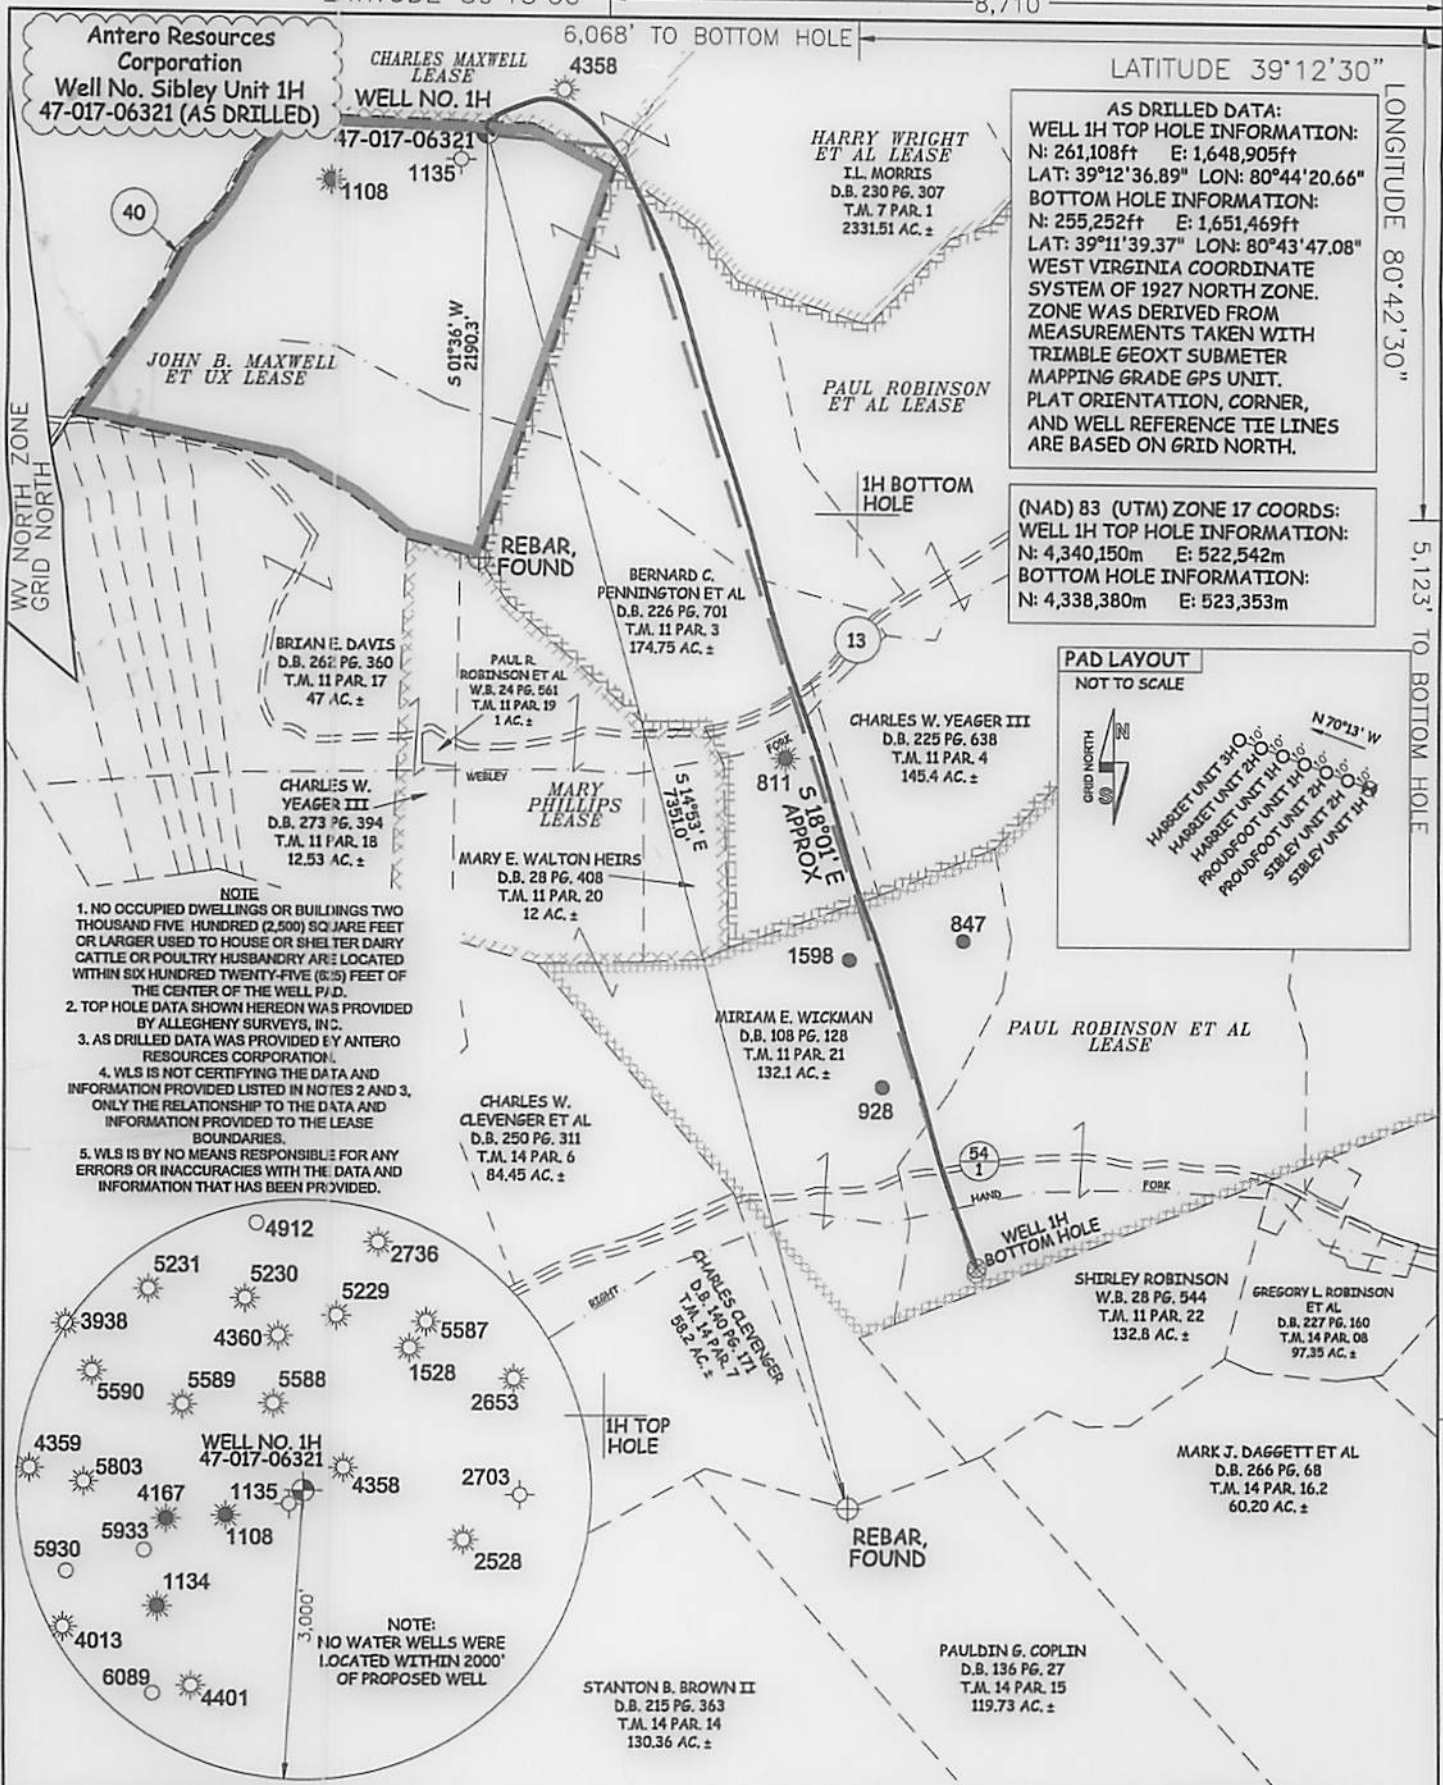 8,710'
6,068' TO BOTTOM HOLE
Antero Resources
Corporation
Well No. Sibley Unit 1H
47-017-06321 (AS DRILLED)
CHARLES MAXWELL
LEASE
WELL NO. 1H
47-017-06321
4358
1135
1108
40
HARRY WRIGHT
ET AL LEASE
I.L. MORRIS
D.B. 230 PG. 307
T.M. 7 PAR. 1
2331.51 AC. ±
LATITUDE 39°12'30"
LONGITUDE 80°42'30"
AS DRILLED DATA:
WELL 1H TOP HOLE INFORMATION:
N: 261,108ft E: 1,648,905ft
LAT: 39°12'36.89" LON: 80°44'20.66"
BOTTOM HOLE INFORMATION:
N: 255,252ft E: 1,651,469ft
LAT: 39°11'39.37" LON: 80°43'47.08"
WEST VIRGINIA COORDINATE
SYSTEM OF 1927 NORTH ZONE.
ZONE WAS DERIVED FROM
MEASUREMENTS TAKEN WITH
TRIMBLE GEOXT SUBMETER
MAPPING GRADE GPS UNIT.
PLAT ORIENTATION, CORNER,
AND WELL REFERENCE TIE LINES
ARE BASED ON GRID NORTH.
(NAD) 83 (UTM) ZONE 17 COORDS:
WELL 1H TOP HOLE INFORMATION:
N: 4,340,150m E: 522,542m
BOTTOM HOLE INFORMATION:
N: 4,338,380m E: 523,353m
5,123' TO BOTTOM HOLE
PAD LAYOUT
NOT TO SCALE
GRID NORTH
N
S
N 70°13' W
HARRIET UNIT 3H 10'
HARRIET UNIT 2H 10'
HARRIET UNIT 1H 10'
PROUDFOOT UNIT 1H 10'
PROUDFOOT UNIT 2H 10'
SIBLEY UNIT 2H 10'
SIBLEY UNIT 1H
S 01°36' W
2190.3'
JOHN B. MAXWELL
ET UX LEASE
PAUL ROBINSON
ET AL LEASE
WV NORTH ZONE
GRID NORTH
1H BOTTOM
HOLE
REBAR,
FOUND
BERNARD C.
PENNINGTON ET AL
D.B. 226 PG. 701
T.M. 11 PAR. 3
174.75 AC. ±
13
BRIAN E. DAVIS
D.B. 262 PG. 360
T.M. 11 PAR. 17
47 AC. ±
PAUL R.
ROBINSON ET AL
W.B. 24 PG. 561
T.M. 11 PAR. 19
1 AC. ±
WEBLEY
FORK
811
CHARLES W. YEAGER III
D.B. 225 PG. 638
T.M. 11 PAR. 4
145.4 AC. ±
CHARLES W.
YEAGER III
D.B. 273 PG. 394
T.M. 11 PAR. 18
12.53 AC. ±
MARY
PHILLIPS
LEASE
S 14°53' E
7351.0'
S 18°01' E
APPROX
MARY E. WALTON HEIRS
D.B. 28 PG. 408
T.M. 11 PAR. 20
12 AC. ±
847
1598
NOTE
1. NO OCCUPIED DWELLINGS OR BUILDINGS TWO
THOUSAND FIVE HUNDRED (2,500) SQUARE FEET
OR LARGER USED TO HOUSE OR SHELTER DAIRY
CATTLE OR POULTRY HUSBANDRY ARE LOCATED
WITHIN SIX HUNDRED TWENTY-FIVE (625) FEET OF
THE CENTER OF THE WELL PAD.
2. TOP HOLE DATA SHOWN HEREON WAS PROVIDED
BY ALLEGHENY SURVEYS, INC.
3. AS DRILLED DATA WAS PROVIDED BY ANTERO
RESOURCES CORPORATION.
4. WLS IS NOT CERTIFYING THE DATA AND
INFORMATION PROVIDED LISTED IN NOTES 2 AND 3,
ONLY THE RELATIONSHIP TO THE DATA AND
INFORMATION PROVIDED TO THE LEASE
BOUNDARIES.
5. WLS IS BY NO MEANS RESPONSIBLE FOR ANY
ERRORS OR INACCURACIES WITH THE DATA AND
INFORMATION THAT HAS BEEN PROVIDED.
MIRIAM E. WICKMAN
D.B. 108 PG. 128
T.M. 11 PAR. 21
132.1 AC. ±
928
PAUL ROBINSON ET AL
LEASE
CHARLES W.
CLEVENGER ET AL
D.B. 250 PG. 311
T.M. 14 PAR. 6
84.45 AC. ±
54
1
HAND
FORK
RIGHT
WELL 1H
BOTTOM HOLE
CHARLES CLEVENGER
D.B. 140 PG. 171
T.M. 14 PAR. 7
58.2 AC. ±
SHIRLEY ROBINSON
W.B. 28 PG. 544
T.M. 11 PAR. 22
132.8 AC. ±
GREGORY L. ROBINSON
ET AL
D.B. 227 PG. 160
T.M. 14 PAR. 08
97.35 AC. ±
1H TOP
HOLE
MARK J. DAGGETT ET AL
D.B. 266 PG. 68
T.M. 14 PAR. 16.2
60.20 AC. ±
REBAR,
FOUND
PAULDIN G. COPLIN
D.B. 136 PG. 27
T.M. 14 PAR. 15
119.73 AC. ±
STANTON B. BROWN II
D.B. 215 PG. 363
T.M. 14 PAR. 14
130.36 AC. ±
4912
2736
5231
5230
5229
3938
4360
5587
1528
5590
5589
5588
2653
4359
WELL NO. 1H
47-017-06321
5803
4358
2703
4167
1135
5933
1108
5930
2528
1134
3,000'
4013
NOTE:
NO WATER WELLS WERE
LOCATED WITHIN 2000'
OF PROPOSED WELL
6089
4401